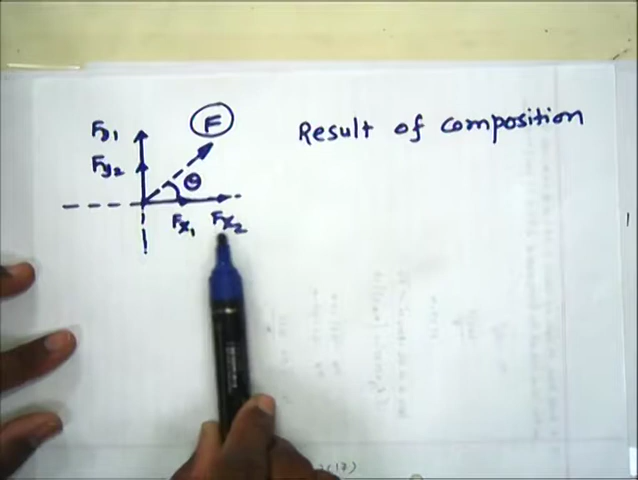 Result of composition
F
Fy1
Fy2
θ
Fx1 Fx2